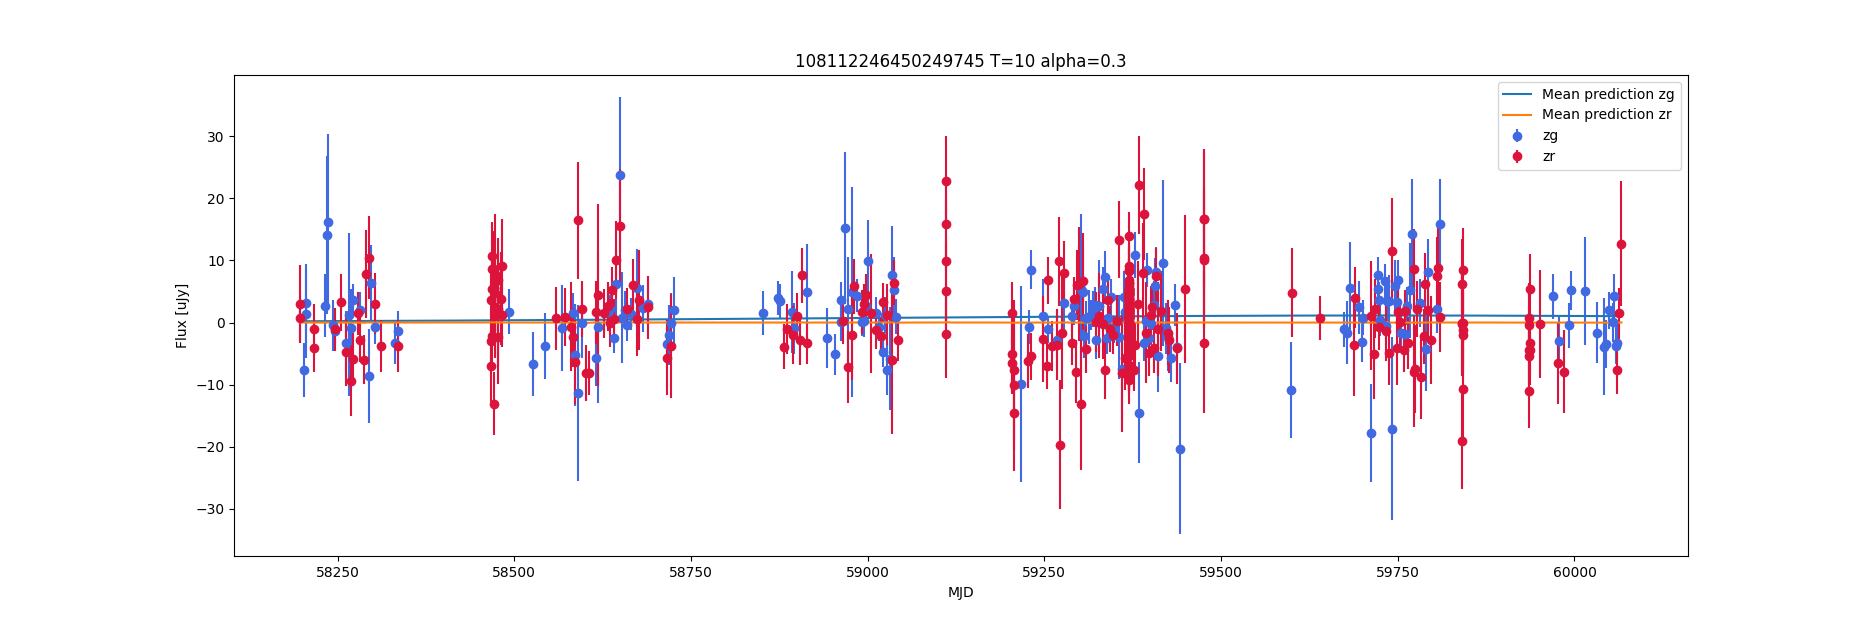 108112246450249745 T=10 alpha=0.3
Mean prediction zg
Mean prediction zr
zg
zr
Flux [uJy]
30
20
10
0
−10
−20
−30
58250 58500 58750 59000 59250 59500 59750 60000
MJD